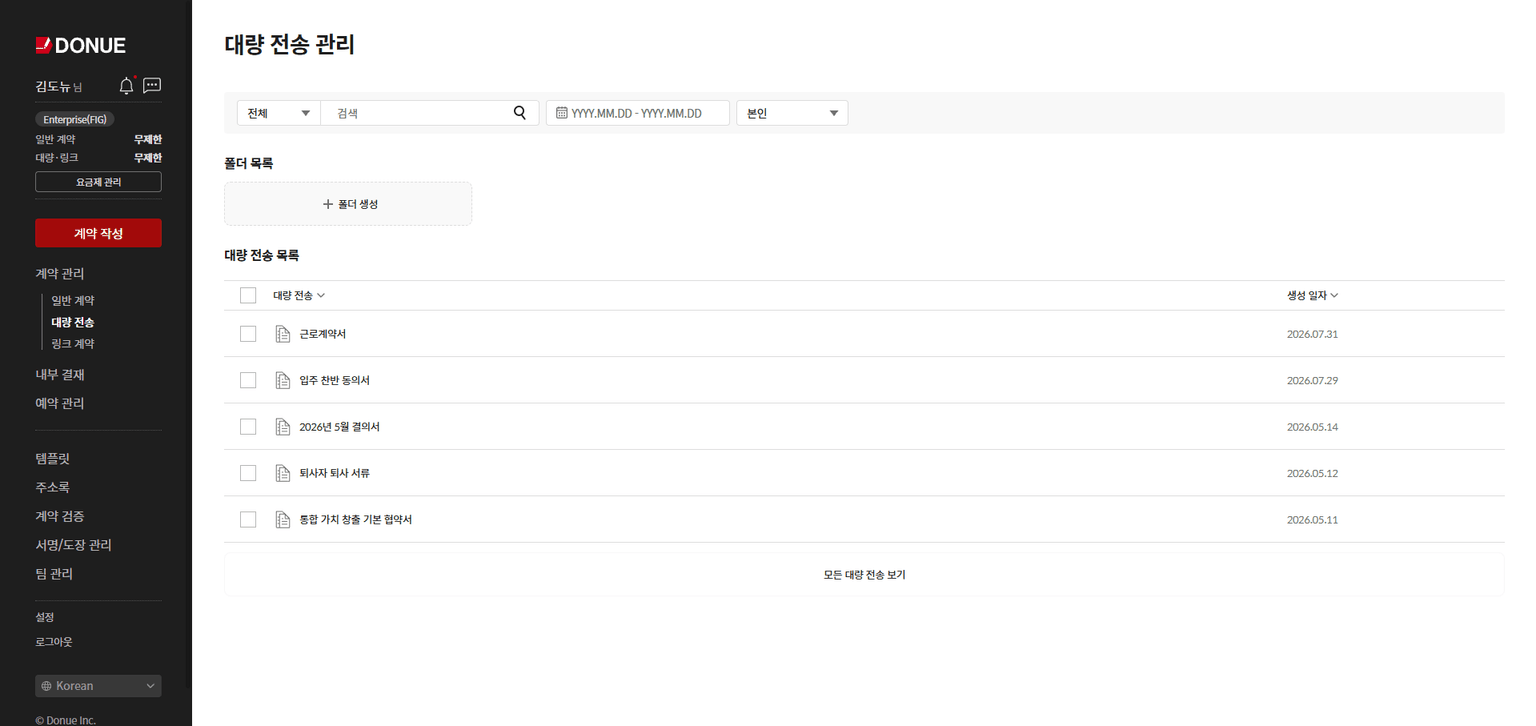 DONUE
김도뉴 님
Enterprise(FIG)
일반 계약 무제한
대량·링크 무제한
요금제 관리
계약 작성
계약 관리
일반 계약
대량 전송
링크 계약
내부 결재
예약 관리
템플릿
주소록
계약 검증
서명/도장 관리
팀 관리
설정
로그아웃
Korean
© Donue Inc.
대량 전송 관리
전체 검색 YYYY.MM.DD - YYYY.MM.DD 본인
폴더 목록
폴더 생성
대량 전송 목록
대량 전송 생성 일자
근로계약서 2026.07.31
입주 찬반 동의서 2026.07.29
2026년 5월 결의서 2026.05.14
퇴사자 퇴사 서류 2026.05.12
통합 가치 창출 기본 협약서 2026.05.11
모든 대량 전송 보기